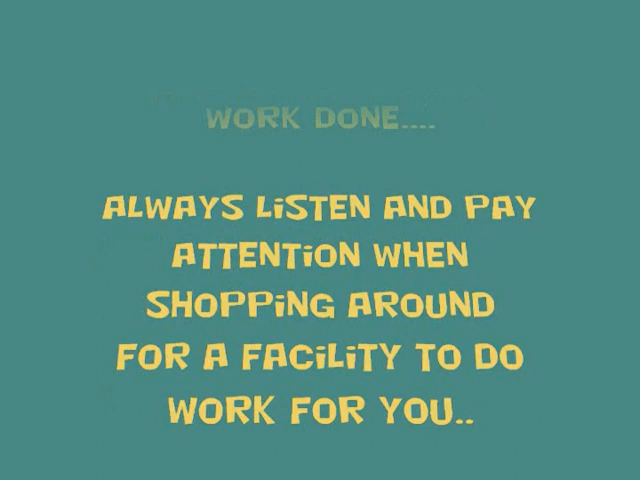 WORK DONE....
ALWAYS LiSTEN AND PAY
ATTENTiON WHEN
SHOPPiNG AROUND
FOR A FACiLiTY TO DO
WORK FOR YOU..